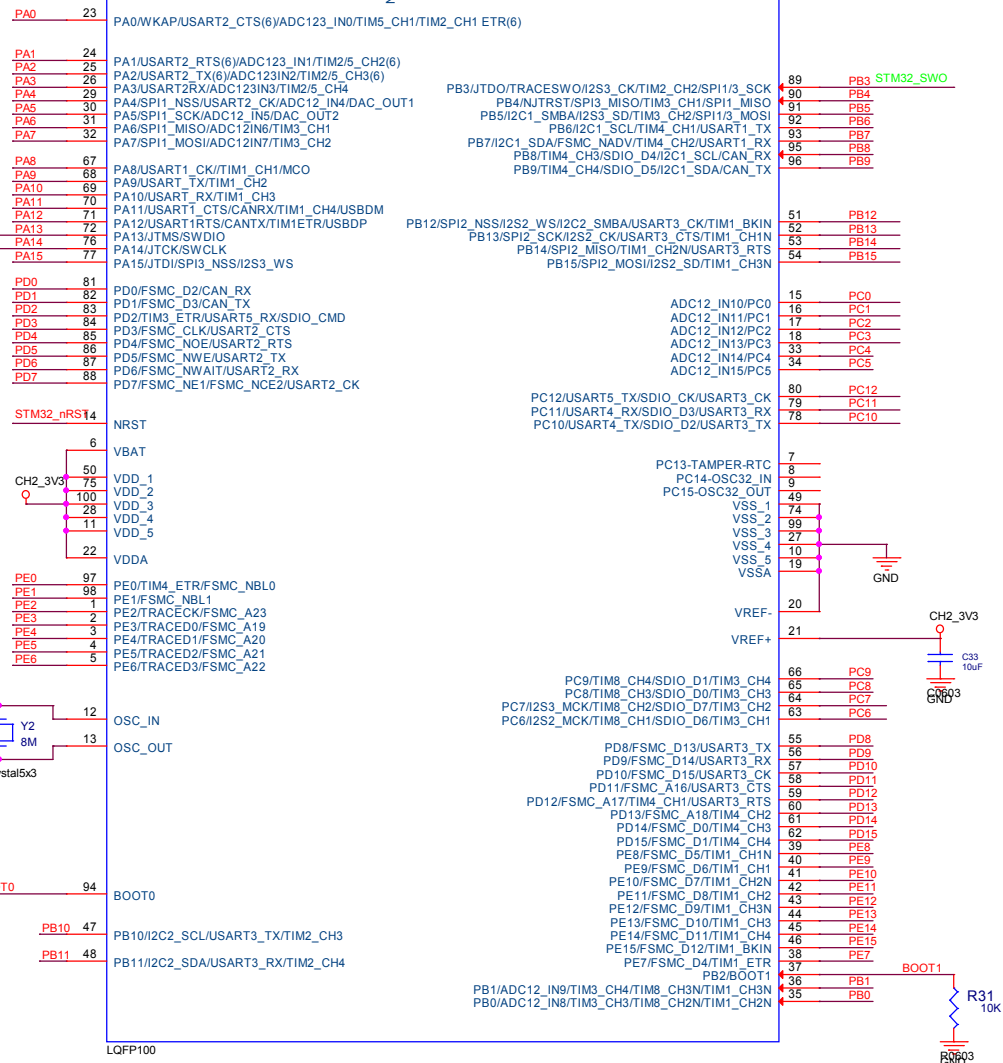 PA0 23 PA0/WKAP/USART2_CTS(6)/ADC123_IN0/TIM5_CH1/TIM2_CH1 ETR(6)
PA1 24 PA1/USART2_RTS(6)/ADC123_IN1/TIM2/5_CH2(6)
PA2 25 PA2/USART2_TX(6)/ADC123IN2/TIM2/5_CH3(6)
PA3 26 PA3/USART2RX/ADC123IN3/TIM2/5_CH4
PA4 29 PA4/SPI1_NSS/USART2_CK/ADC12_IN4/DAC_OUT1
PA5 30 PA5/SPI1_SCK/ADC12_IN5/DAC_OUT2
PA6 31 PA6/SPI1_MISO/ADC12IN6/TIM3_CH1
PA7 32 PA7/SPI1_MOSI/ADC12IN7/TIM3_CH2
PA8 67 PA8/USART1_CK//TIM1_CH1/MCO
PA9 68 PA9/USART_TX/TIM1_CH2
PA10 69 PA10/USART_RX/TIM1_CH3
PA11 70 PA11/USART1_CTS/CANRX/TIM1_CH4/USBDM
PA12 71 PA12/USART1RTS/CANTX/TIM1ETR/USBDP
PA13 72 PA13/JTMS/SWDIO
PA14 76 PA14/JTCK/SWCLK
PA15 77 PA15/JTDI/SPI3_NSS/I2S3_WS
PD0 81 PD0/FSMC_D2/CAN_RX
PD1 82 PD1/FSMC_D3/CAN_TX
PD2 83 PD2/TIM3_ETR/USART5_RX/SDIO_CMD
PD3 84 PD3/FSMC_CLK/USART2_CTS
PD4 85 PD4/FSMC_NOE/USART2_RTS
PD5 86 PD5/FSMC_NWE/USART2_TX
PD6 87 PD6/FSMC_NWAIT/USART2_RX
PD7 88 PD7/FSMC_NE1/FSMC_NCE2/USART2_CK
STM32_nRST 14 NRST
6 VBAT
CH2_3V3
50 VDD_1
75 VDD_2
100 VDD_3
28 VDD_4
11 VDD_5
22 VDDA
PE0 97 PE0/TIM4_ETR/FSMC_NBL0
PE1 98 PE1/FSMC_NBL1
PE2 1 PE2/TRACECK/FSMC_A23
PE3 2 PE3/TRACED0/FSMC_A19
PE4 3 PE4/TRACED1/FSMC_A20
PE5 4 PE5/TRACED2/FSMC_A21
PE6 5 PE6/TRACED3/FSMC_A22
12 OSC_IN
Y2
8M
13 OSC_OUT
stal5x3
T0 94 BOOT0
PB10 47 PB10/I2C2_SCL/USART3_TX/TIM2_CH3
PB11 48 PB11/I2C2_SDA/USART3_RX/TIM2_CH4
LQFP100
PB3/JTDO/TRACESWO/I2S3_CK/TIM2_CH2/SPI1/3_SCK 89 PB3 STM32_SWO
PB4/NJTRST/SPI3_MISO/TIM3_CH1/SPI1_MISO 90 PB4
PB5/I2C1_SMBA/I2S3_SD/TIM3_CH2/SPI1/3_MOSI 91 PB5
PB6/I2C1_SCL/TIM4_CH1/USART1_TX 92 PB6
PB7/I2C1_SDA/FSMC_NADV/TIM4_CH2/USART1_RX 93 PB7
PB8/TIM4_CH3/SDIO_D4/I2C1_SCL/CAN_RX 95 PB8
PB9/TIM4_CH4/SDIO_D5/I2C1_SDA/CAN_TX 96 PB9
PB12/SPI2_NSS/I2S2_WS/I2C2_SMBA/USART3_CK/TIM1_BKIN 51 PB12
PB13/SPI2_SCK/I2S2_CK/USART3_CTS/TIM1_CH1N 52 PB13
PB14/SPI2_MISO/TIM1_CH2N/USART3_RTS 53 PB14
PB15/SPI2_MOSI/I2S2_SD/TIM1_CH3N 54 PB15
ADC12_IN10/PC0 15 PC0
ADC12_IN11/PC1 16 PC1
ADC12_IN12/PC2 17 PC2
ADC12_IN13/PC3 18 PC3
ADC12_IN14/PC4 33 PC4
ADC12_IN15/PC5 34 PC5
PC12/USART5_TX/SDIO_CK/USART3_CK 80 PC12
PC11/USART4_RX/SDIO_D3/USART3_RX 79 PC11
PC10/USART4_TX/SDIO_D2/USART3_TX 78 PC10
PC13-TAMPER-RTC 7
PC14-OSC32_IN 8
PC15-OSC32_OUT 9
VSS_1 49
VSS_2 74
VSS_3 99
VSS_4 27
VSS_5 10
VSSA 19
GND
VREF- 20
VREF+ 21
CH2_3V3
C33
10uF
C0603
GND
PC9/TIM8_CH4/SDIO_D1/TIM3_CH4 66 PC9
PC8/TIM8_CH3/SDIO_D0/TIM3_CH3 65 PC8
PC7/I2S3_MCK/TIM8_CH2/SDIO_D7/TIM3_CH2 64 PC7
PC6/I2S2_MCK/TIM8_CH1/SDIO_D6/TIM3_CH1 63 PC6
PD8/FSMC_D13/USART3_TX 55 PD8
PD9/FSMC_D14/USART3_RX 56 PD9
PD10/FSMC_D15/USART3_CK 57 PD10
PD11/FSMC_A16/USART3_CTS 58 PD11
PD12/FSMC_A17/TIM4_CH1/USART3_RTS 59 PD12
PD13/FSMC_A18/TIM4_CH2 60 PD13
PD14/FSMC_D0/TIM4_CH3 61 PD14
PD15/FSMC_D1/TIM4_CH4 62 PD15
PE8/FSMC_D5/TIM1_CH1N 39 PE8
PE9/FSMC_D6/TIM1_CH1 40 PE9
PE10/FSMC_D7/TIM1_CH2N 41 PE10
PE11/FSMC_D8/TIM1_CH2 42 PE11
PE12/FSMC_D9/TIM1_CH3N 43 PE12
PE13/FSMC_D10/TIM1_CH3 44 PE13
PE14/FSMC_D11/TIM1_CH4 45 PE14
PE15/FSMC_D12/TIM1_BKIN 46 PE15
PE7/FSMC_D4/TIM1_ETR 38 PE7
PB2/BOOT1 37 BOOT1
PB1/ADC12_IN9/TIM3_CH4/TIM8_CH3N/TIM1_CH3N 36 PB1
PB0/ADC12_IN8/TIM3_CH3/TIM8_CH2N/TIM1_CH2N 35 PB0
R31
10K
R0603
GND